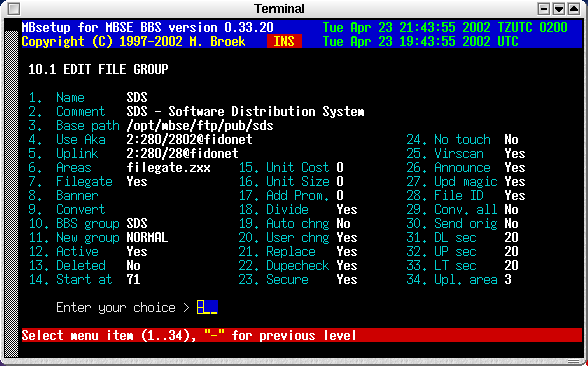 Terminal
MBsetup for MBSE BBS version 0.33.20 Tue Apr 23 21:43:55 2002 TZUTC 0200
Copyright (C) 1997-2002 M. Broek INS Tue Apr 23 19:43:55 2002 UTC
10.1 EDIT FILE GROUP
1. Name SDS
2. Comment SDS - Software Distribution System
3. Base path /opt/mbse/ftp/pub/sds
4. Use Aka 2:280/2802@fidonet 24. No touch No
5. Uplink 2:280/28@fidonet 25. Virscan Yes
6. Areas filegate.zxx 15. Unit Cost 0 26. Announce Yes
7. Filegate Yes 16. Unit Size 0 27. Upd magic Yes
8. Banner 17. Add Prom. 0 28. File ID Yes
9. Convert 18. Divide Yes 29. Conv. all No
10. BBS group SDS 19. Auto chng No 30. Send orig No
11. New group NORMAL 20. User chng Yes 31. DL sec 20
12. Active Yes 21. Replace Yes 32. UP sec 20
13. Deleted No 22. Dupecheck Yes 33. LT sec 20
14. Start at 71 23. Secure Yes 34. Upl. area 3
Enter your choice > -
Select menu item (1..34), "-" for previous level